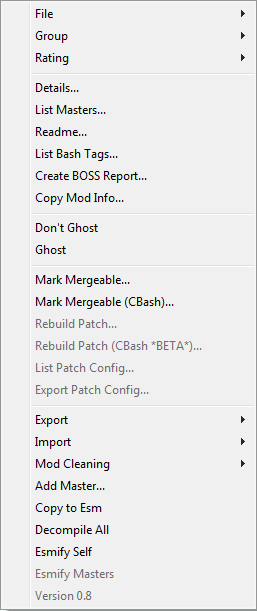 File
Group
Rating
Details...
List Masters...
Readme...
List Bash Tags...
Create BOSS Report...
Copy Mod Info...
Don't Ghost
Ghost
Mark Mergeable...
Mark Mergeable (CBash)...
Rebuild Patch...
Rebuild Patch (CBash *BETA*)...
List Patch Config...
Export Patch Config...
Export
Import
Mod Cleaning
Add Master...
Copy to Esm
Decompile All
Esmify Self
Esmify Masters
Version 0.8